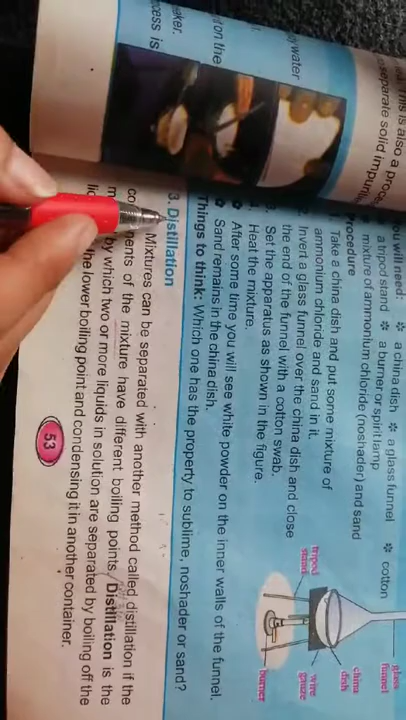 ou will need: ✻ a china dish ✻ a glass funnel ✻ cotton
a tripod stand ✻ a burner or spirit lamp
mixture of ammonium chloride (noshader) and sand
Procedure
Take a china dish and put some mixture of
ammonium chloride and sand in it.
Invert a glass funnel over the china dish and close
the end of the funnel with a cotton swab.
Set the apparatus as shown in the figure.
Heat the mixture.
After some time you will see white powder on the inner walls of the funnel.
Sand remains in the china dish.
Things to think: Which one has the property to sublime, noshader or sand?
glass
funnel
china
dish
wire
gauze
tripod
stand
burner
3. Distillation
Mixtures can be separated with another method called distillation if the
nents of the mixture have different boiling points. Distillation is the
by which two or more liquids in solution are separated by boiling off the
the lower boiling point and condensing it in another container.
53
This is also a
separate solid
water
on the
eaker.
ocess is